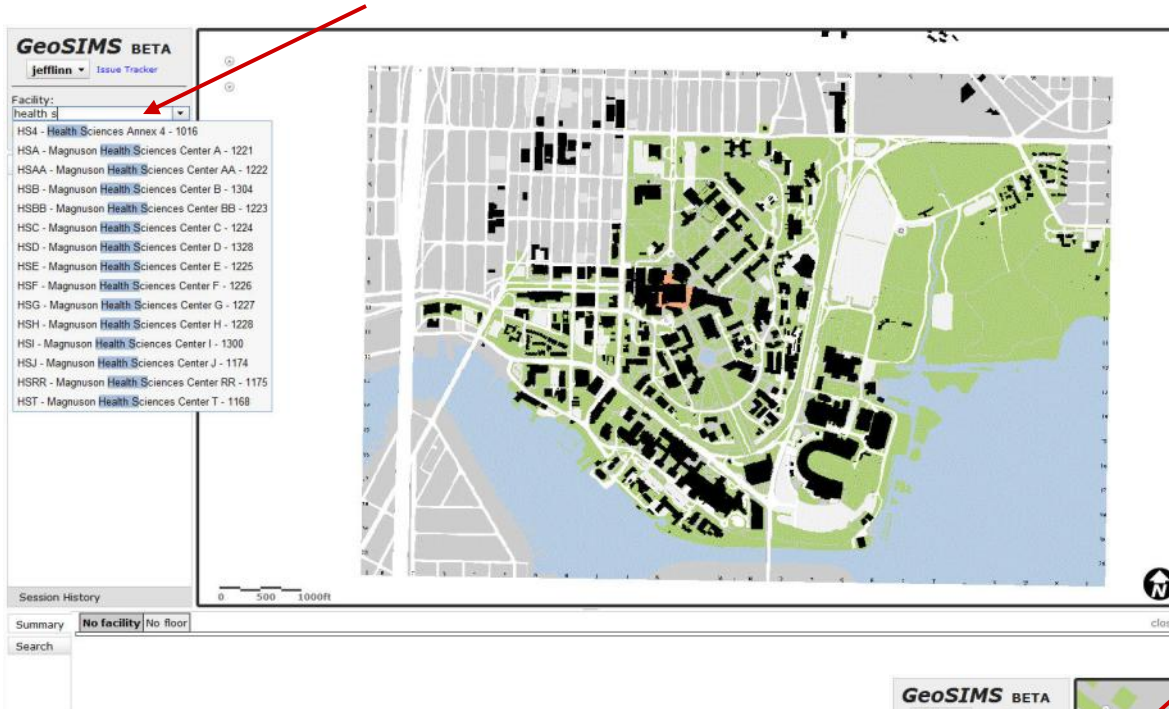 GeoSIMS BETA
jefflinn
Issue Tracker
Facility:
health s
HS4 - Health Sciences Annex 4 - 1016
HSA - Magnuson Health Sciences Center A - 1221
HSAA - Magnuson Health Sciences Center AA - 1222
HSB - Magnuson Health Sciences Center B - 1304
HSBB - Magnuson Health Sciences Center BB - 1223
HSC - Magnuson Health Sciences Center C - 1224
HSD - Magnuson Health Sciences Center D - 1328
HSE - Magnuson Health Sciences Center E - 1225
HSF - Magnuson Health Sciences Center F - 1226
HSG - Magnuson Health Sciences Center G - 1227
HSH - Magnuson Health Sciences Center H - 1228
HSI - Magnuson Health Sciences Center I - 1300
HSJ - Magnuson Health Sciences Center J - 1174
HSRR - Magnuson Health Sciences Center RR - 1175
HST - Magnuson Health Sciences Center T - 1168
Session History
0 500 1000ft
N
Summary
No facility No floor
clos
Search
GeoSIMS BETA